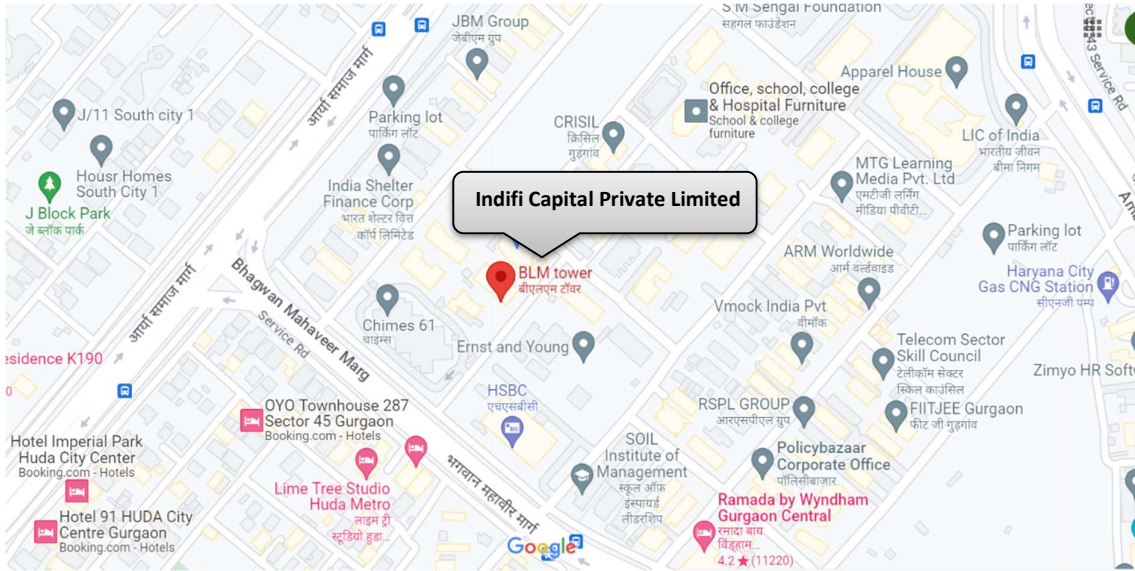 S M Sehgal Foundation
सहगल फाउंडेशन
JBM Group
जेबीएम ग्रुप
Apparel House
J/11 South city 1
आर्या समाज मार्ग
Parking lot
पार्किंग लॉट
Office, school, college
& Hospital Furniture
School & college
furniture
CRISIL
क्रिसिल
गुड़गांव
LIC of India
भारतीय जीवन
बीमा निगम
43 Service Rd
Housr Homes
South City 1
MTG Learning
Media Pvt. Ltd
एमटीजी लर्निंग
मीडिया पीवीटी...
India Shelter
Finance Corp
भारत शेल्टर वित्त
कॉर्प लिमिटेड
Indifi Capital Private Limited
J Block Park
जे ब्लॉक पार्क
Parking lot
पार्किंग लॉट
ARM Worldwide
आर्म वर्ल्डवाइड
BLM tower
बीएलएम टॉवर
Haryana City
Gas CNG Station
सीएनजी पम्प
आर्या समाज मार्ग
Bhagwan Mahaveer Marg
Service Rd
Chimes 61
चाइम्स
Vmock India Pvt
वीमॉक
Ernst and Young
Telecom Sector
Skill Council
टेलीकॉम सेक्टर
स्किल काउंसिल
esidence K190
Zimyo HR Softw
HSBC
एचएसबीसी
OYO Townhouse 287
Sector 45 Gurgaon
Booking.com - Hotels
RSPL GROUP
आरएसपीएल ग्रुप
FIITJEE Gurgaon
फीट जी गुड़गांव
Hotel Imperial Park
Huda City Center
Booking.com - Hotels
SOIL
Institute of
Management
स्कूल ऑफ़
इंस्पायर्ड
लीडरशिप
Policybazaar
Corporate Office
पॉलिसीबाजार
भगवान महावीर मार्ग
Lime Tree Studio
Huda Metro
लाइम ट्री
स्टूडियो हुडा...
Ramada by Wyndham
Gurgaon Central
रमादा बाय
विंड्हाम...
4.2 ★ (11220)
Hotel 91 HUDA City
Centre Gurgaon
Booking.com - Hotels
Google